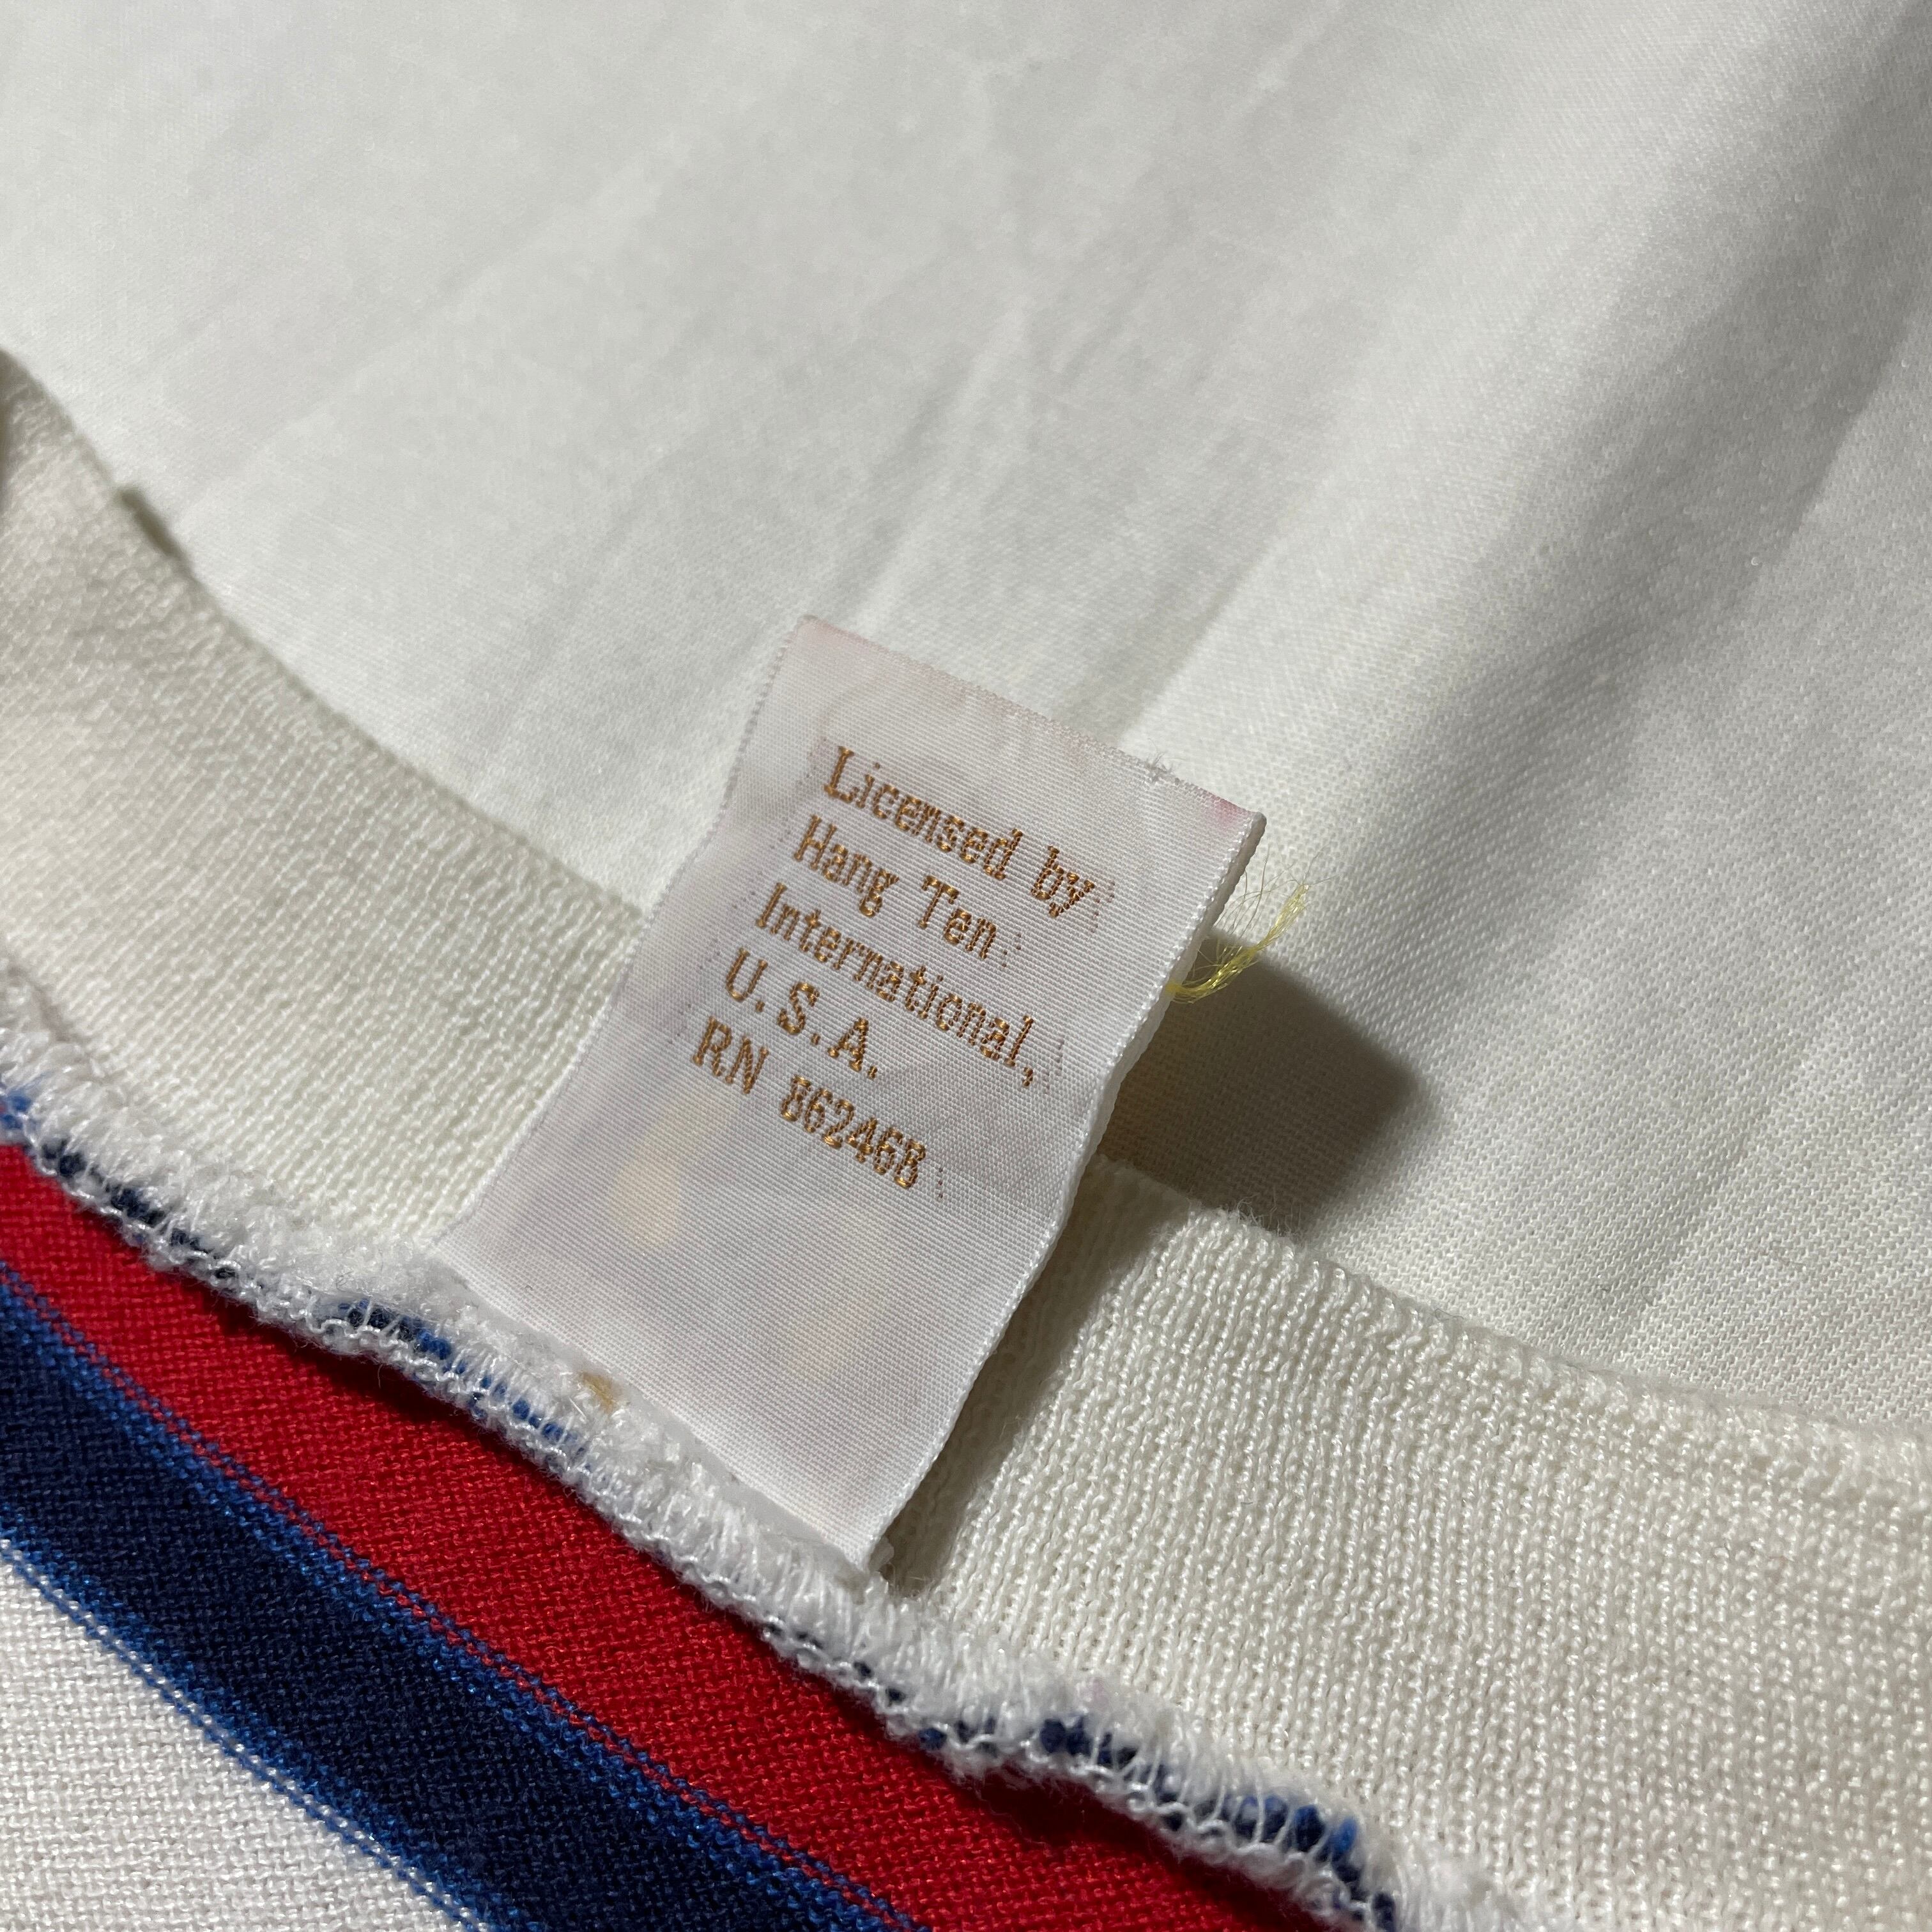 Licensed by:
Hang Ten
International,
U.S.A.
RN 862468